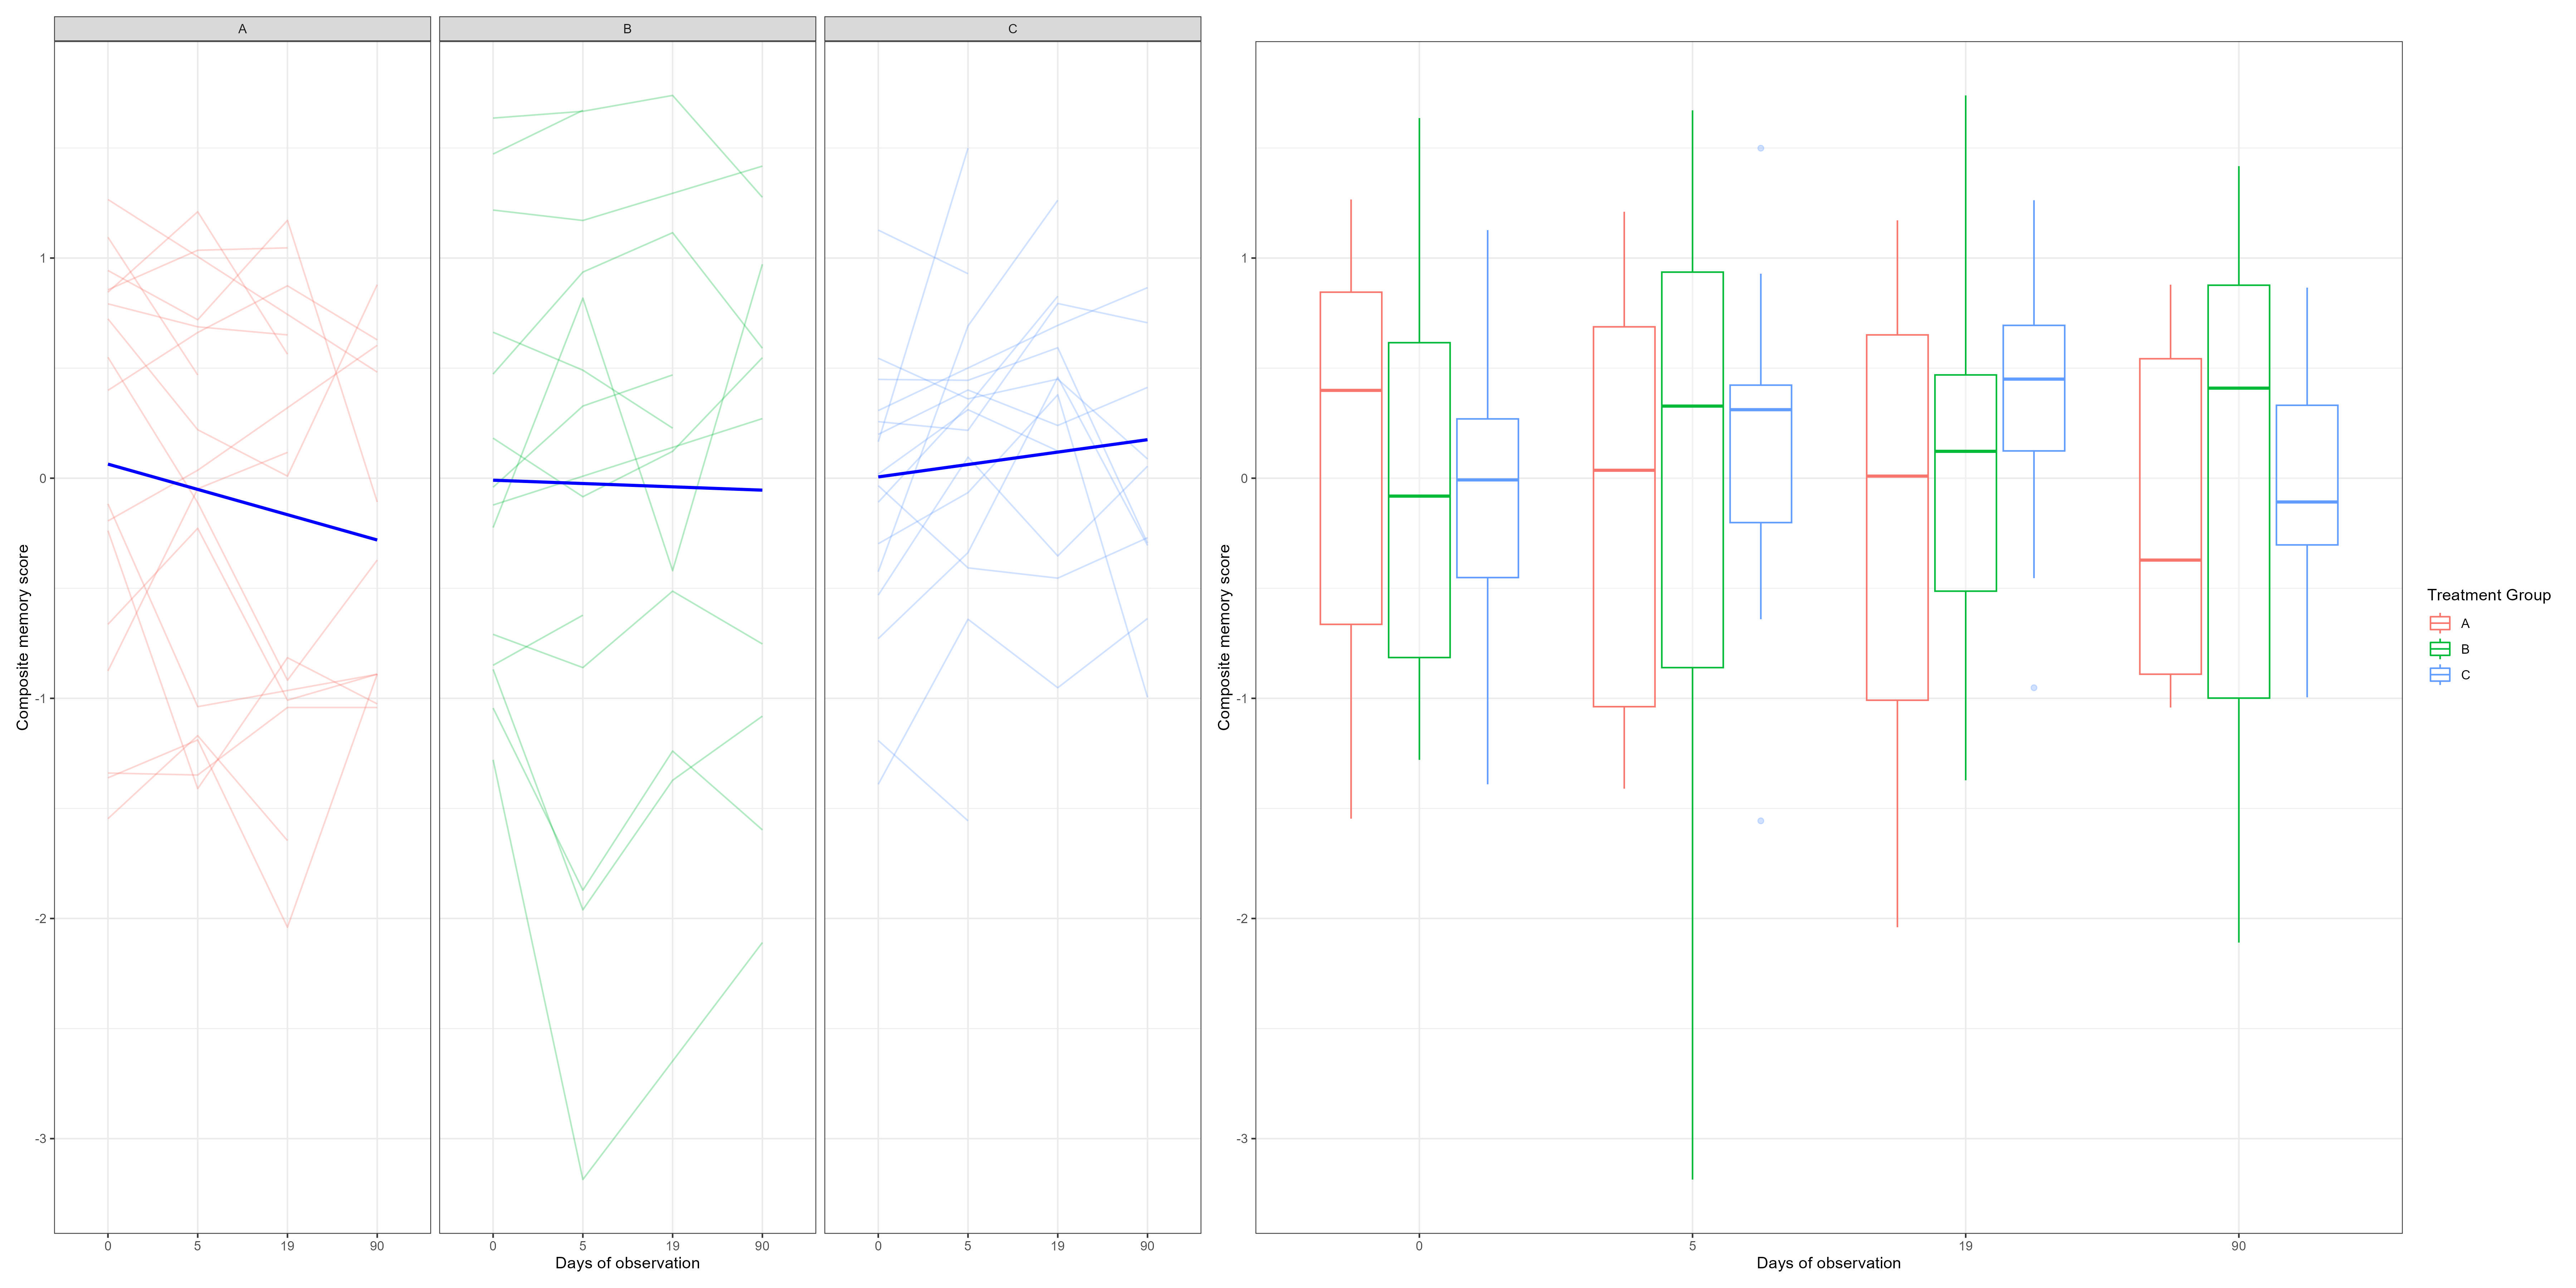 A
B
C
Composite memory score
1
0
-1
-2
-3
0 5 19 90
0 5 19 90
0 5 19 90
Days of observation
Composite memory score
1
0
-1
-2
-3
0 5 19 90
Days of observation
Treatment Group
A
B
C